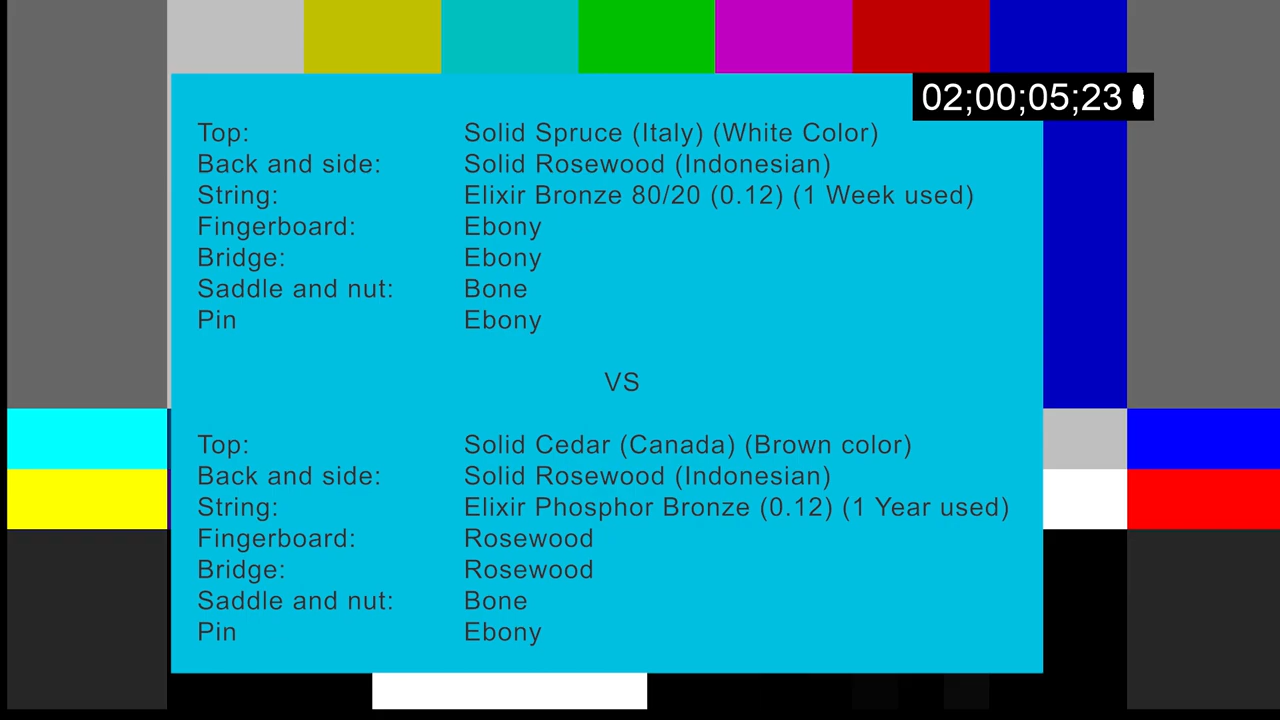 02;00;05;23
Top: Solid Spruce (Italy) (White Color)
Back and side: Solid Rosewood (Indonesian)
String: Elixir Bronze 80/20 (0.12) (1 Week used)
Fingerboard: Ebony
Bridge: Ebony
Saddle and nut: Bone
Pin Ebony
VS
Top: Solid Cedar (Canada) (Brown color)
Back and side: Solid Rosewood (Indonesian)
String: Elixir Phosphor Bronze (0.12) (1 Year used)
Fingerboard: Rosewood
Bridge: Rosewood
Saddle and nut: Bone
Pin Ebony